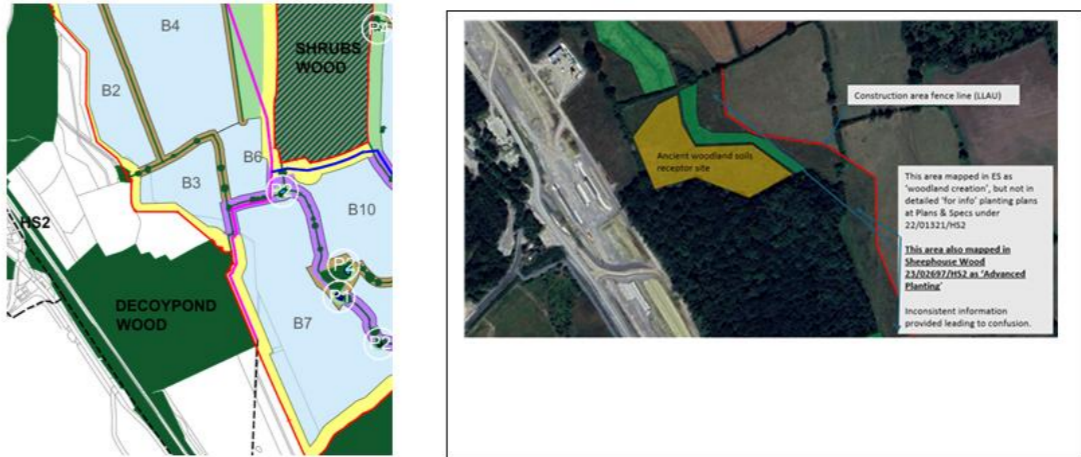 B4
SHRUBS
WOOD
B2
B6
B3
B10
HS2
DECOYPOND
WOOD
B7
Construction area fence line (LLAU)
Ancient woodland soils
receptor site
This area mapped in ES as
'woodland creation', but not in
detailed 'for info' planting plans
at Plans & Specs under
22/01321/HS2
This area also mapped in
Sheephouse Wood
23/02697/HS2 as 'Advanced
Planting'
Inconsistent information
provided leading to confusion.